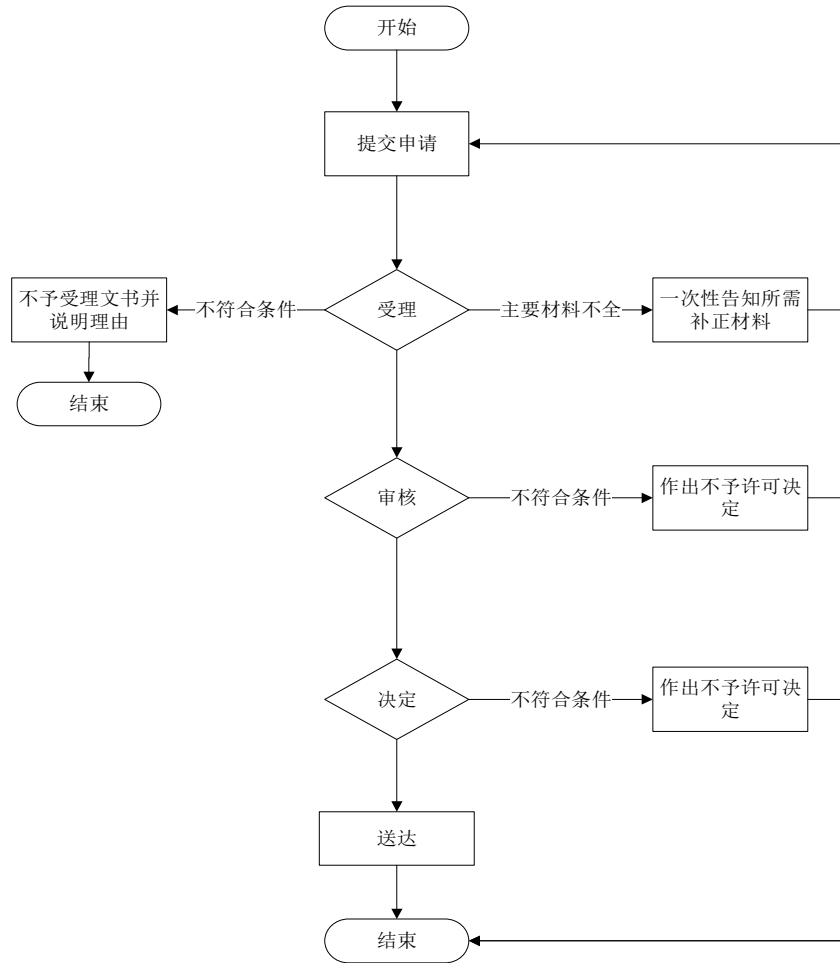 开始
提交申请
不予受理文书并
说明理由
不符合条件
受理
主要材料不全
一次性告知所需
补正材料
结束
审核
不符合条件
作出不予许可决
定
决定
不符合条件
作出不予许可决
定
送达
结束